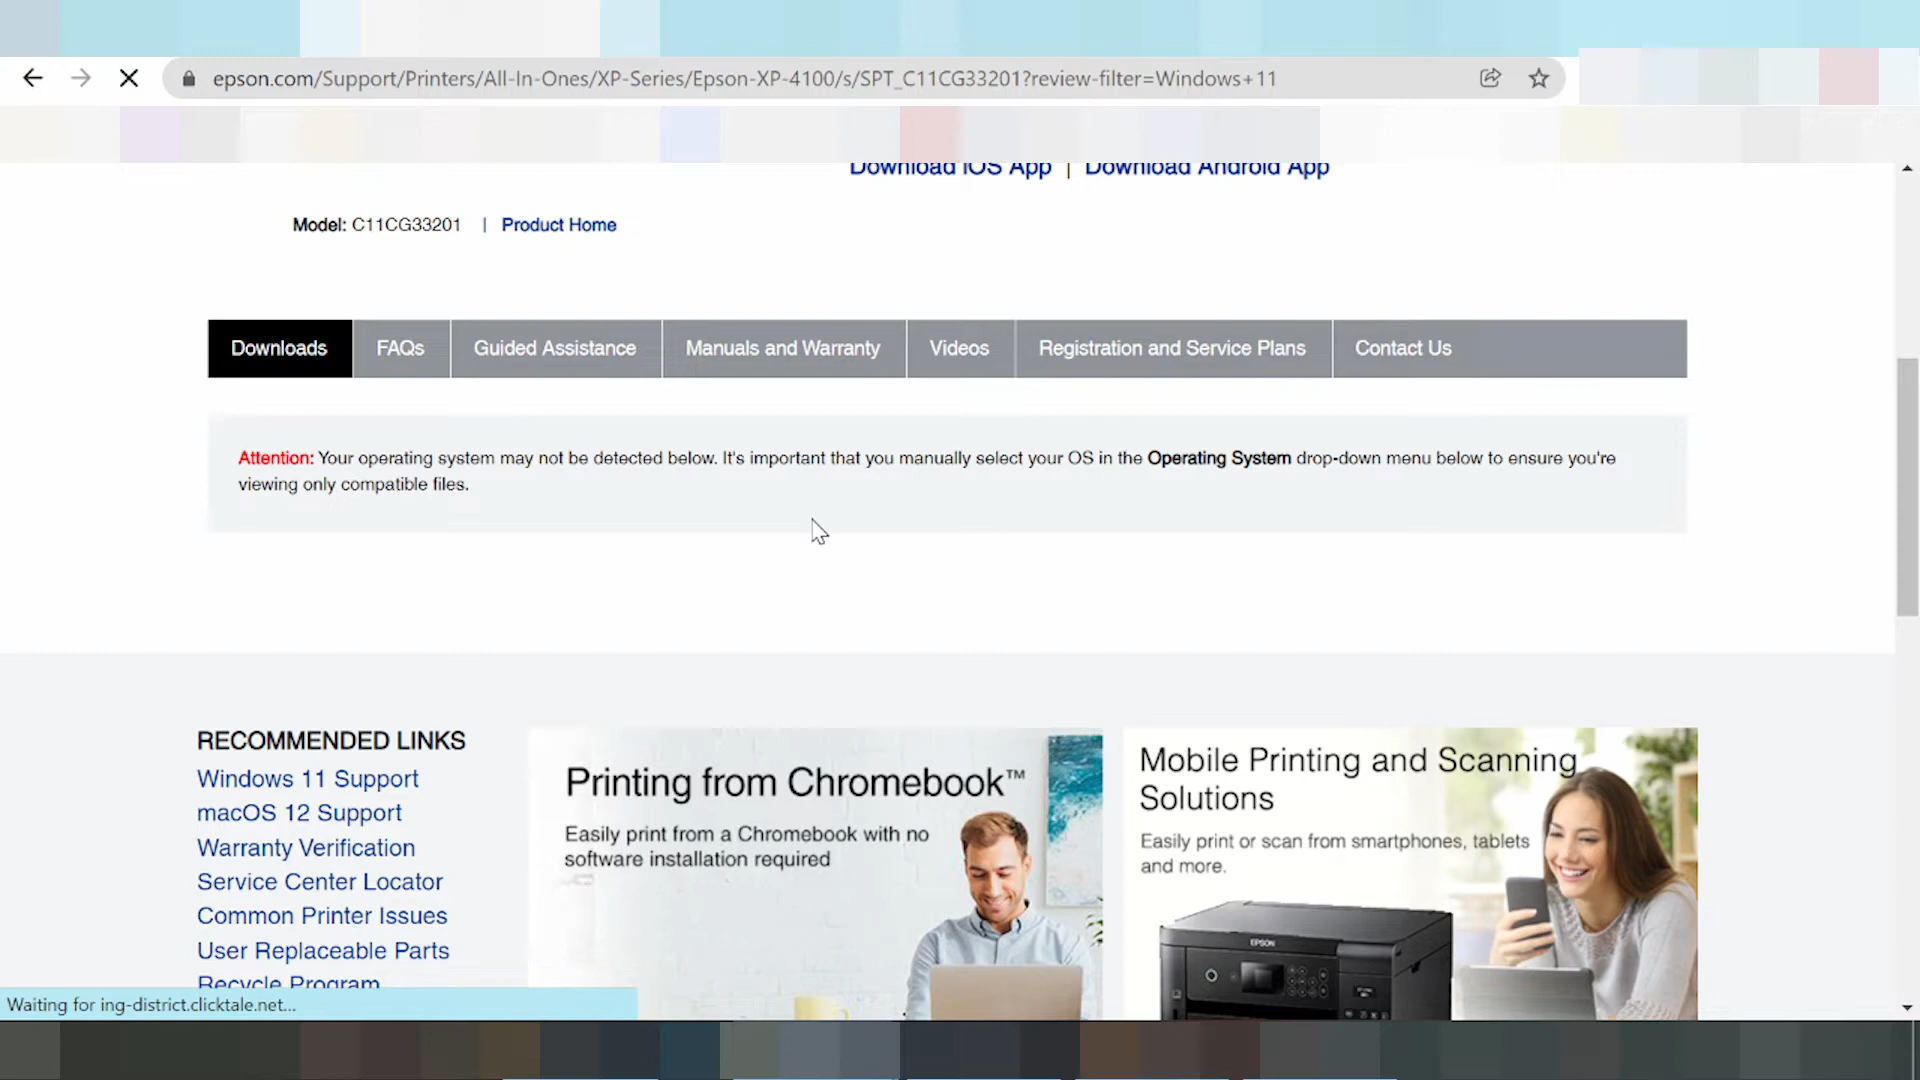 epson.com/Support/Printers/All-In-Ones/XP-Series/Epson-XP-4100/s/SPT_C11CG33201?review-filter=Windows+11
Download iOS App | Download Android App
Model: C11CG33201 | Product Home
Downloads FAQs Guided Assistance Manuals and Warranty Videos Registration and Service Plans Contact Us
Attention: Your operating system may not be detected below. It's important that you manually select your OS in the Operating System drop-down menu below to ensure you're
viewing only compatible files.
RECOMMENDED LINKS
Windows 11 Support
macOS 12 Support
Warranty Verification
Service Center Locator
Common Printer Issues
User Replaceable Parts
Recycle Program
Printing from Chromebook™
Easily print from a Chromebook with no
software installation required
Mobile Printing and Scanning
Solutions
Easily print or scan from smartphones, tablets
and more.
EPSON
Waiting for ing-district.clicktale.net...